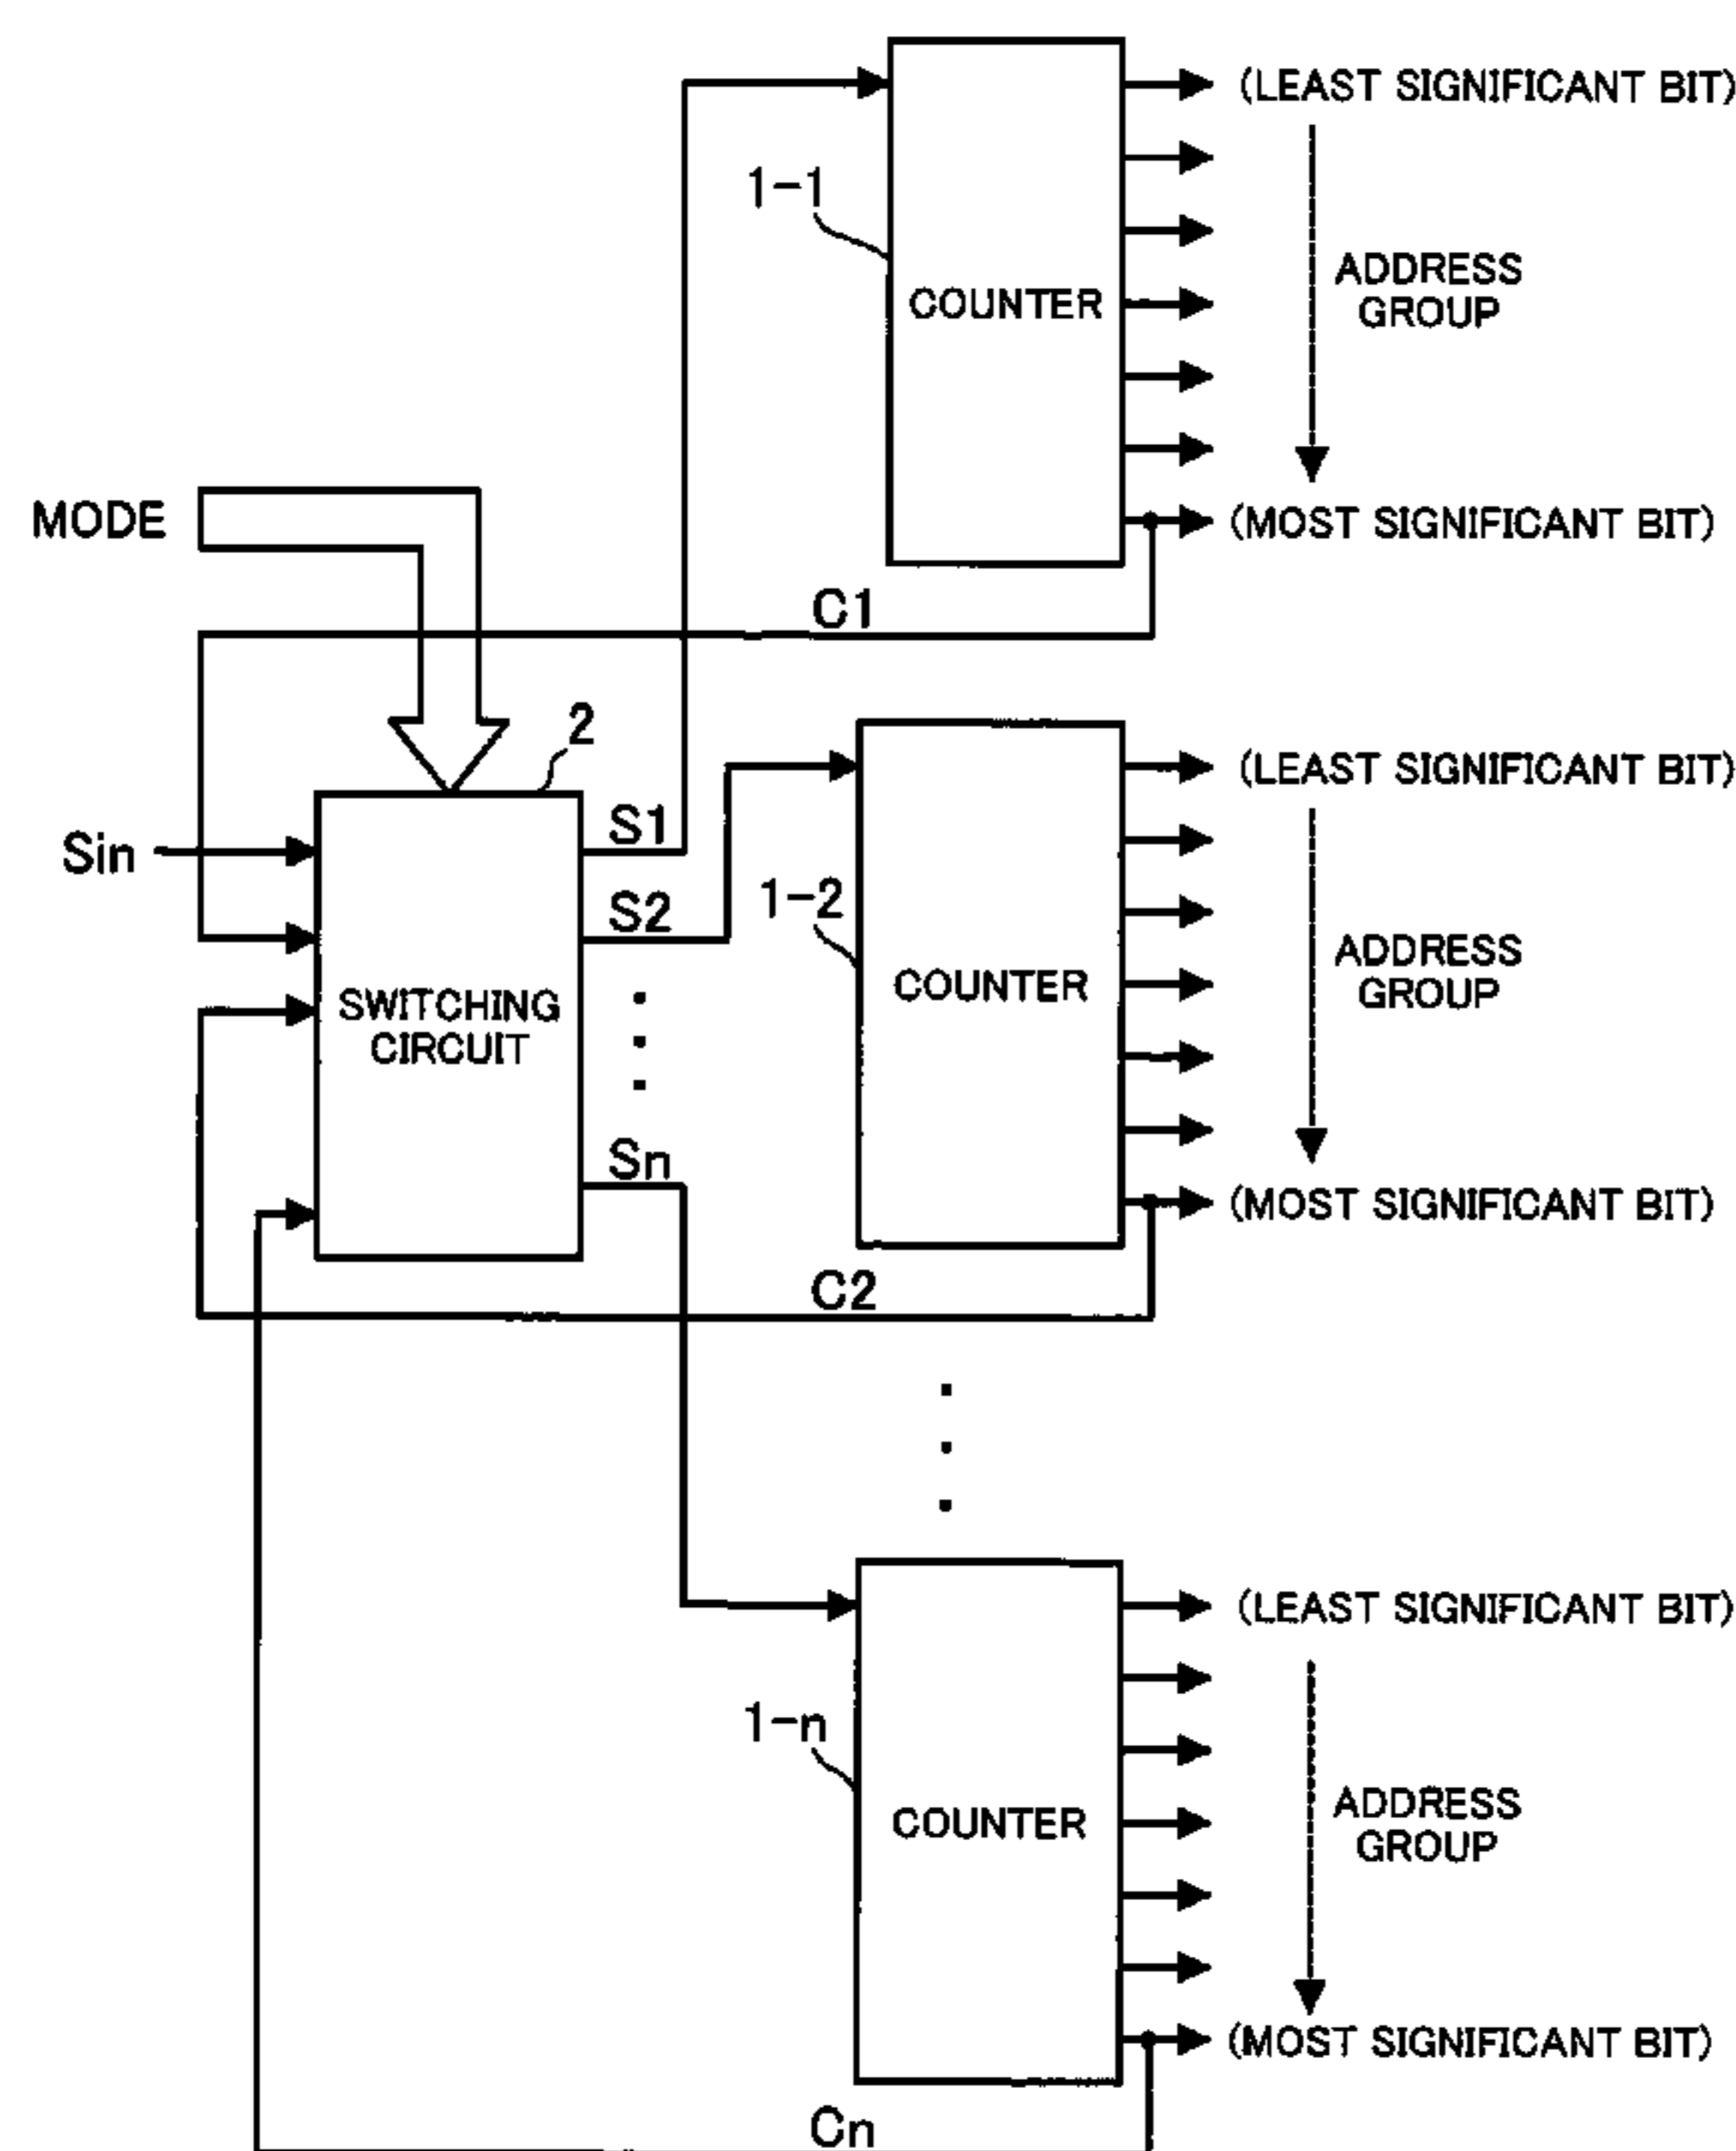 (LEAST SIGNIFICANT BIT)
1-1
COUNTER
ADDRESS
GROUP
MODE
(MOST SIGNIFICANT BIT)
C1
2
(LEAST SIGNIFICANT BIT)
Sin
S1
S2
1-2
SWITCHING
CIRCUIT
COUNTER
ADDRESS
GROUP
Sn
(MOST SIGNIFICANT BIT)
C2
(LEAST SIGNIFICANT BIT)
1-n
COUNTER
ADDRESS
GROUP
(MOST SIGNIFICANT BIT)
Cn